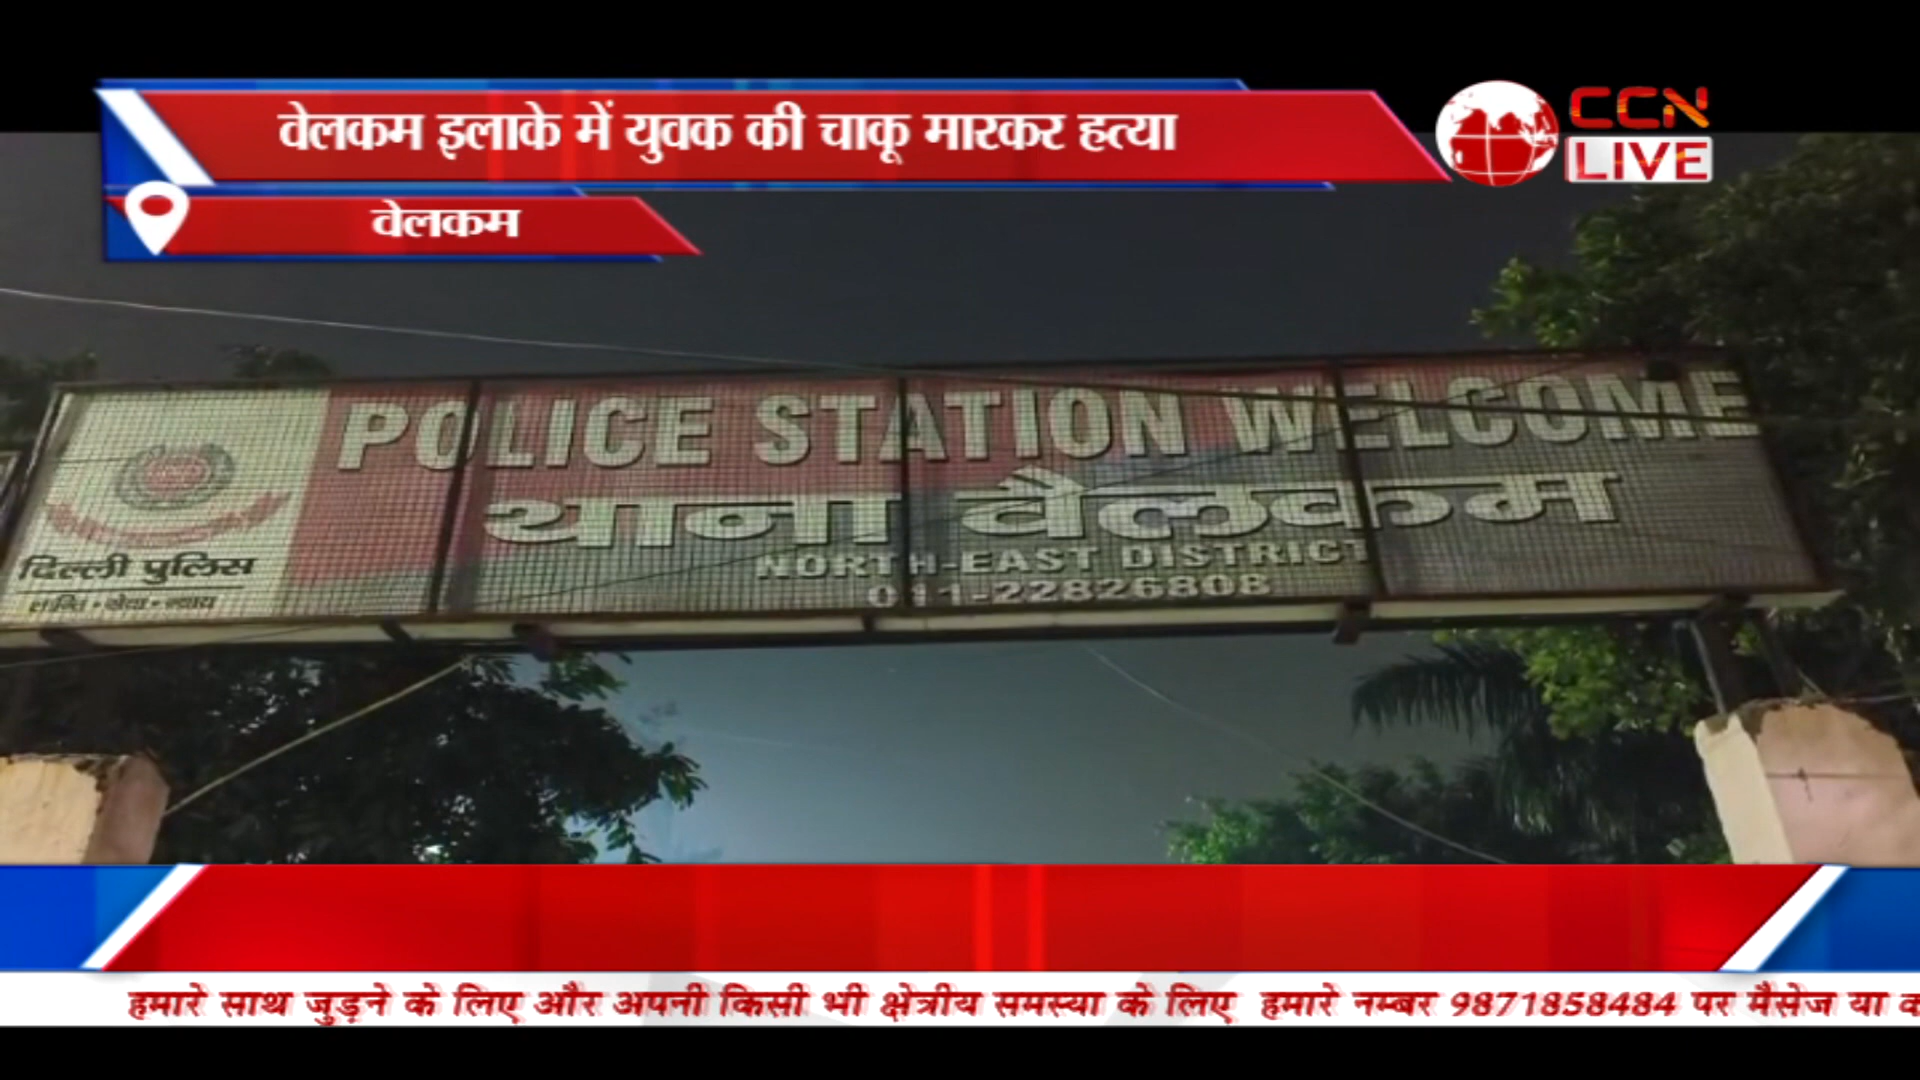 वेलकम इलाके में युवक की चाकू मारकर हत्या
CCN
LIVE
वेलकम
POLICE STATION WELCOME
थाना वैलकम
NORTH-EAST DISTRICT
011-22826808
दिल्ली पुलिस
शान्ति • सेवा • न्याय
हमारे साथ जुड़ने के लिए और अपनी किसी भी क्षेत्रीय समस्या के लिए हमारे नम्बर 9871858484 पर मैसेज या